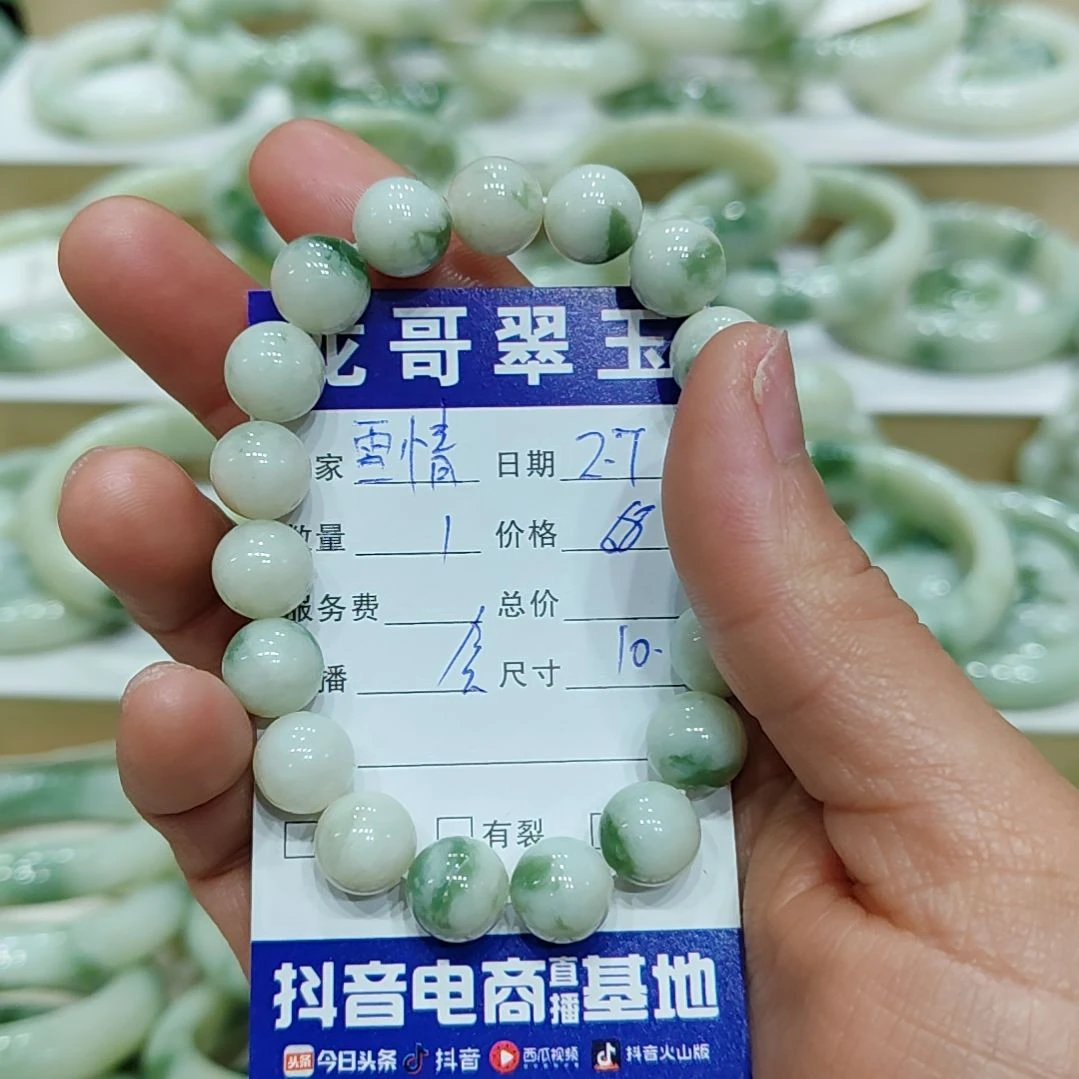 哥翠玉
家 雪情 日期 2-7
量 1 价格 68
服务费 总价
播 尺寸 10-
有裂
抖音电商直播基地
头条 今日头条 抖音 西瓜视频 抖音火山版